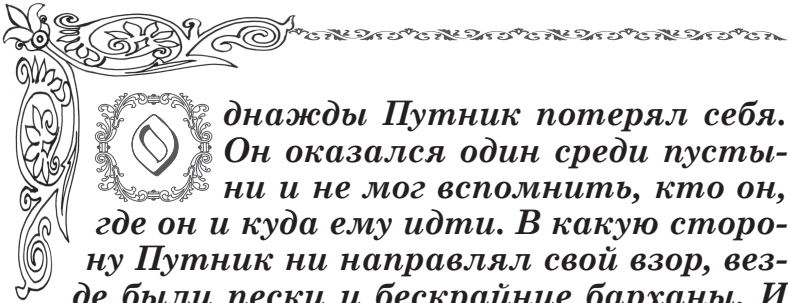 Однажды Путник потерял себя.
Он оказался один среди пусты-
ни и не мог вспомнить, кто он,
где он и куда ему идти. В какую сторо-
ну Путник ни направлял свой взор, вез-
де были пески и бескрайние барханы. И